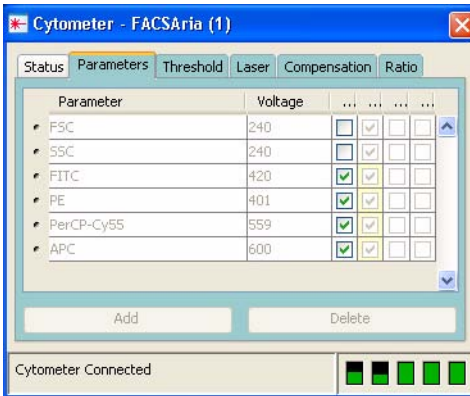 Cytometer - FACSAria (1)
Status Parameters Threshold Laser Compensation Ratio
Parameter Voltage ... ... ... ...
FSC 240
SSC 240
FITC 420
PE 401
PerCP-Cy55 559
APC 600
Add Delete
Cytometer Connected